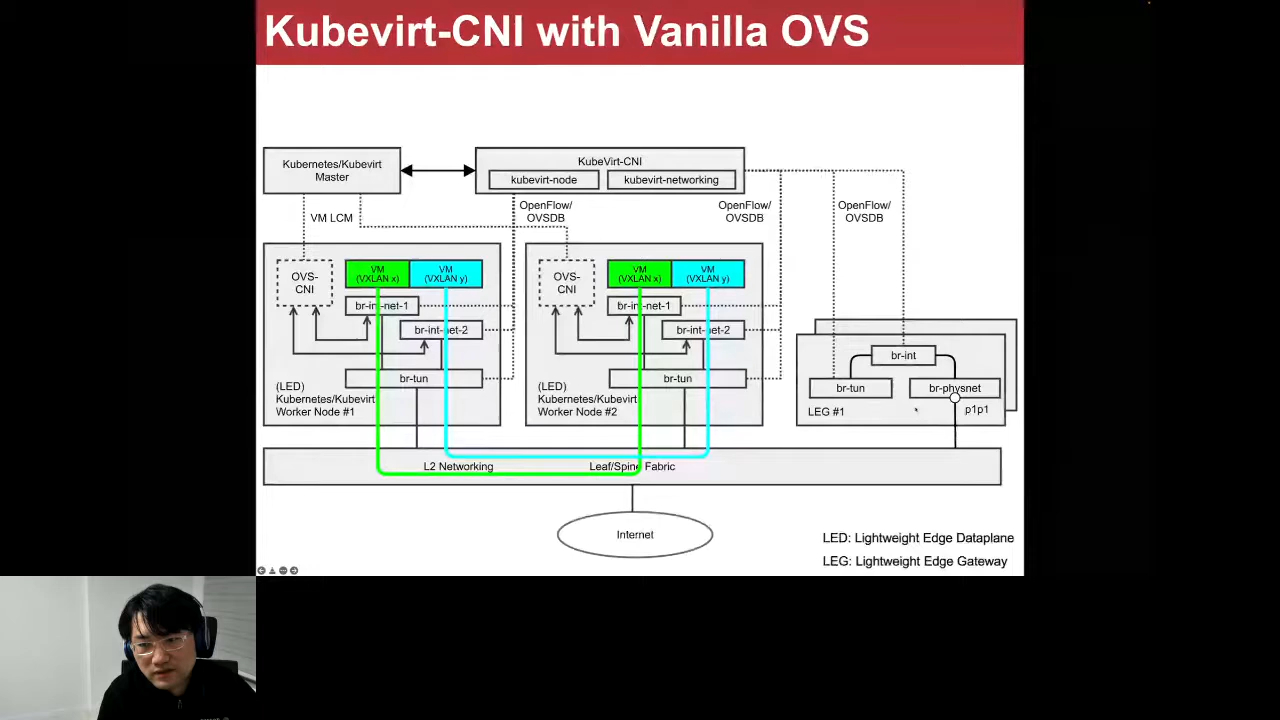 Kubevirt-CNI with Vanilla OVS
Kubernetes/Kubevirt
Master
KubeVirt-CNI
kubevirt-node
kubevirt-networking
VM LCM
OpenFlow/
OVSDB
OpenFlow/
OVSDB
OpenFlow/
OVSDB
OVS-
CNI
VM
(VXLAN x)
VM
(VXLAN y)
br-int-net-1
br-int-net-2
br-tun
(LED)
Kubernetes/Kubevirt
Worker Node #1
OVS-
CNI
VM
(VXLAN x)
VM
(VXLAN y)
br-int-net-1
br-int-net-2
br-tun
(LED)
Kubernetes/Kubevirt
Worker Node #2
br-int
br-tun
br-physnet
LEG #1
p1p1
L2 Networking
Leaf/Spine Fabric
Internet
LED: Lightweight Edge Dataplane
LEG: Lightweight Edge Gateway